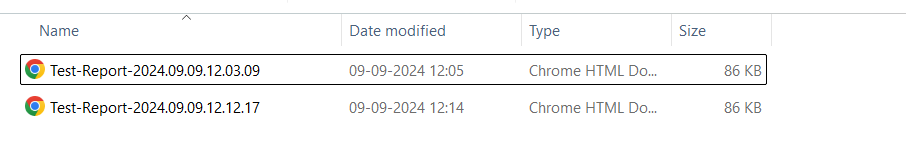 Name Date modified Type Size
Test-Report-2024.09.09.12.03.09 09-09-2024 12:05 Chrome HTML Do... 86 KB
Test-Report-2024.09.09.12.12.17 09-09-2024 12:14 Chrome HTML Do... 86 KB